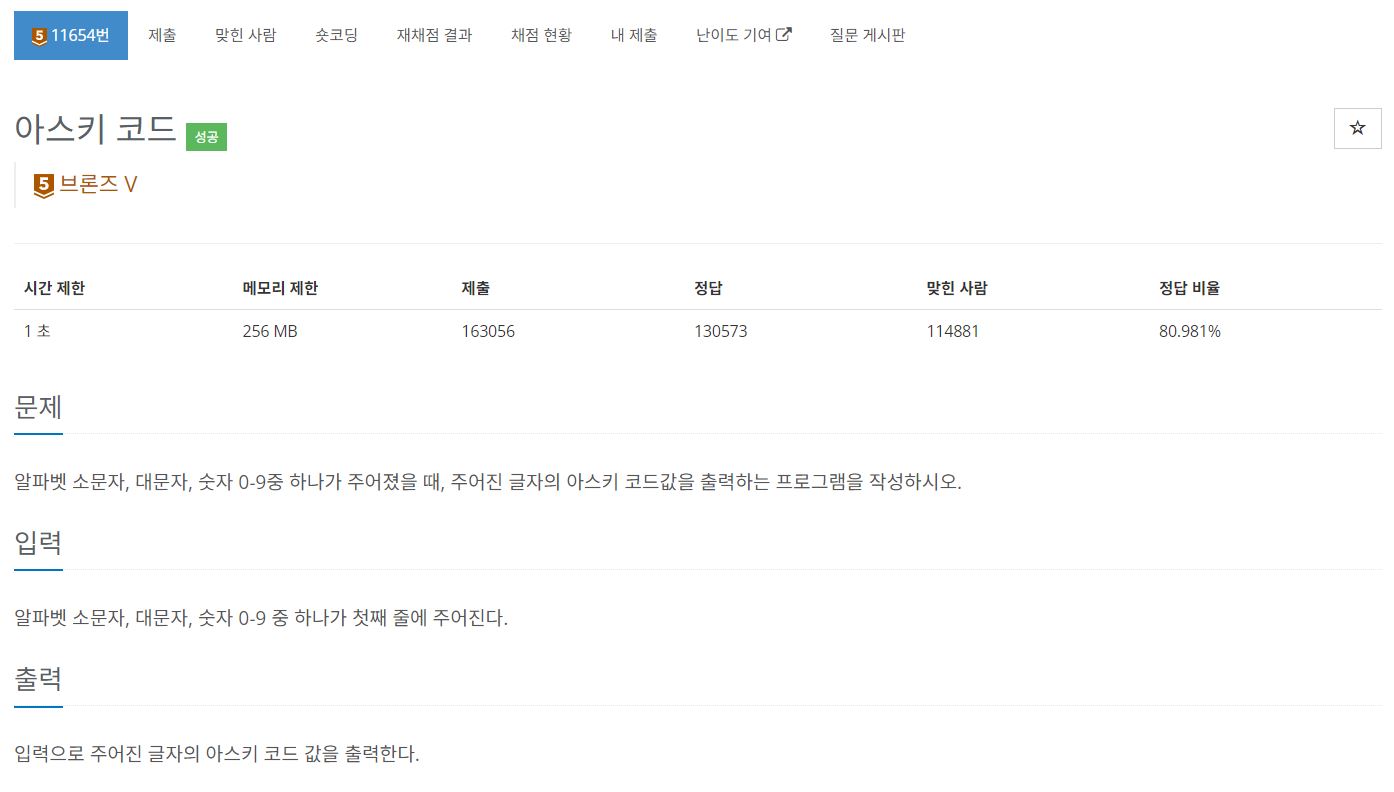 5 11654번 제출 맞힌 사람 숏코딩 재채점 결과 채점 현황 내 제출 난이도 기여 질문 게시판
아스키 코드 성공
5 브론즈 V
시간 제한 메모리 제한 제출 정답 맞힌 사람 정답 비율
1 초 256 MB 163056 130573 114881 80.981%
문제
알파벳 소문자, 대문자, 숫자 0-9중 하나가 주어졌을 때, 주어진 글자의 아스키 코드값을 출력하는 프로그램을 작성하시오.
입력
알파벳 소문자, 대문자, 숫자 0-9 중 하나가 첫째 줄에 주어진다.
출력
입력으로 주어진 글자의 아스키 코드 값을 출력한다.